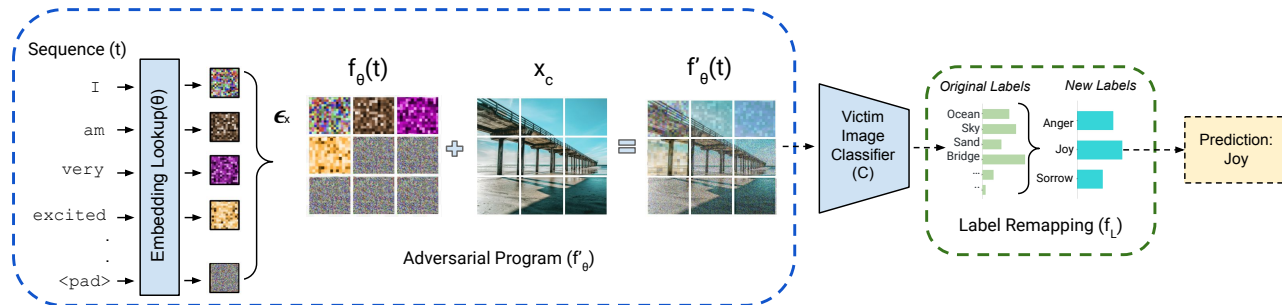 Sequence (t)
I
am
very
excited
.
.
<pad>
Embedding Lookup(θ)
ϵx
fθ(t)
+
xc
=
f'θ(t)
Adversarial Program (f'θ)
Victim
Image
Classifier
(C)
Original Labels
Ocean
Sky
Sand
Bridge
...
..
New Labels
Anger
Joy
Sorrow
Label Remapping (fL)
Prediction:
Joy